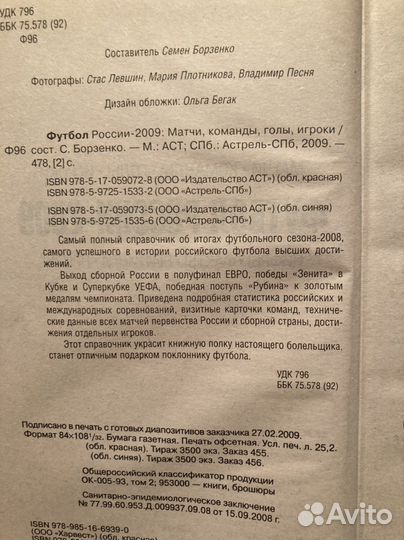 УДК 796
ББК 75.578 (92)
Ф96
Составитель Семен Борзенко
Фотографы: Стас Левшин, Мария Плотникова, Владимир Песня
Дизайн обложки: Ольга Бегак
Футбол России-2009: Матчи, команды, голы, игроки /
Ф96 сост. С. Борзенко. — М.: АСТ; СПб.: Астрель-СПб, 2009. —
478, [2] с.
ISBN 978-5-17-059072-8 (ООО «Издательство АСТ») (обл. красная)
ISBN 978-5-9725-1533-2 (ООО «Астрель-СПб»)
ISBN 978-5-17-059073-5 (ООО «Издательство АСТ») (обл. синяя)
ISBN 978-5-9725-1535-6 (ООО «Астрель-СПб»)
Самый полный справочник об итогах футбольного сезона-2008,
самого успешного в истории российского футбола высших дости-
жений.
Выход сборной России в полуфинал ЕВРО, победы «Зенита» в
Кубке и Суперкубке УЕФА, победная поступь «Рубина» к золотым
медалям чемпионата. Приведена подробная статистика российских и
международных соревнований, визитные карточки команд, техниче-
ские данные всех матчей первенства России и сборной страны, дости-
жения отдельных игроков.
Этот справочник украсит книжную полку настоящего болельщика,
станет отличным подарком поклоннику футбола.
УДК 796
ББК 75.578 (92)
Подписано в печать с готовых диапозитивов заказчика 27.02.2009.
Формат 84×108¹/₃₂. Бумага газетная. Печать офсетная. Усл. печ. л. 25,2.
(обл. красная). Тираж 3500 экз. Заказ 455.
(обл. синяя). Тираж 3500 экз. Заказ 456.
Общероссийский классификатор продукции
ОК-005-93, том 2; 953000 — книги, брошюры
Санитарно-эпидемиологическое заключение
№ 77.99.60.953.Д.009937.09.08 от 15.09.2008 г.
ISBN 978-985-16-6939-0
(ООО «Харвест») (обл. красная)
Avito